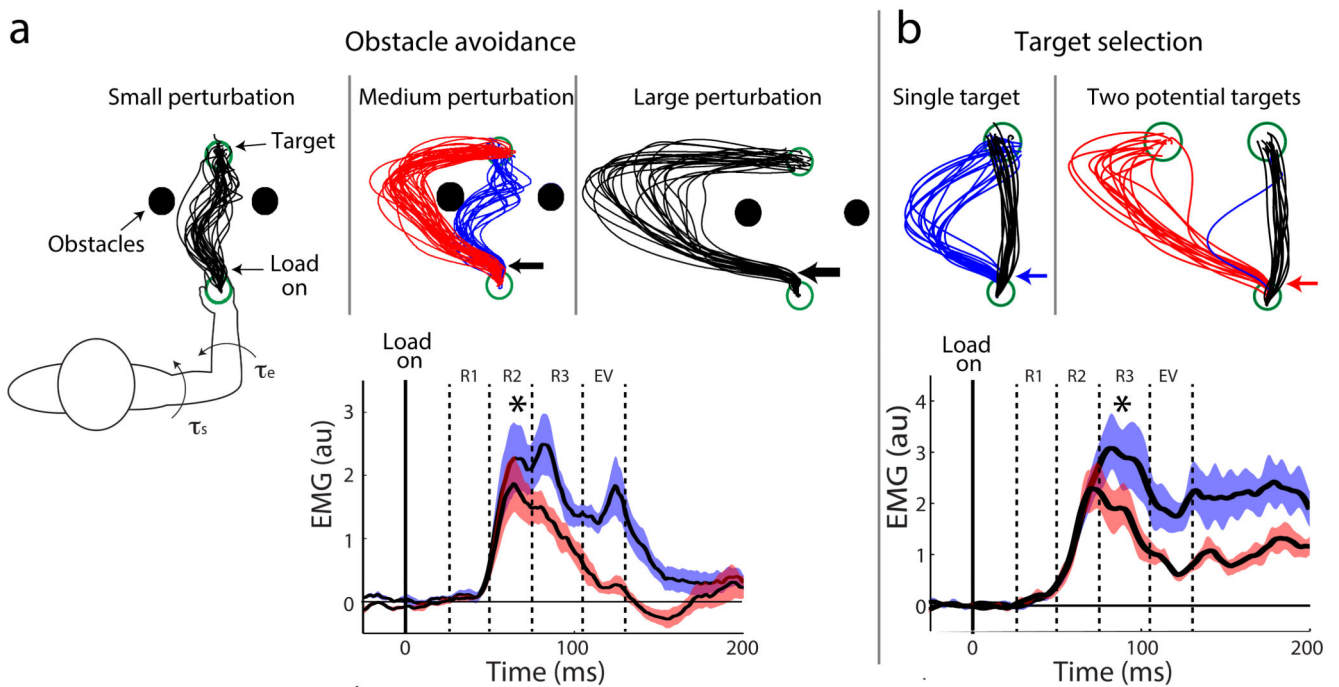 a
Obstacle avoidance
Small perturbation
Target
Obstacles
Load
on
τs
τe
Medium perturbation
Large perturbation
Load
on
R1 R2 R3 EV
*
EMG (au)
3
2
1
0
0 100 200
Time (ms)
b
Target selection
Single target
Two potential targets
Load
on
R1 R2 R3 EV
*
EMG (au)
4
3
2
1
0
0 100 200
Time (ms)